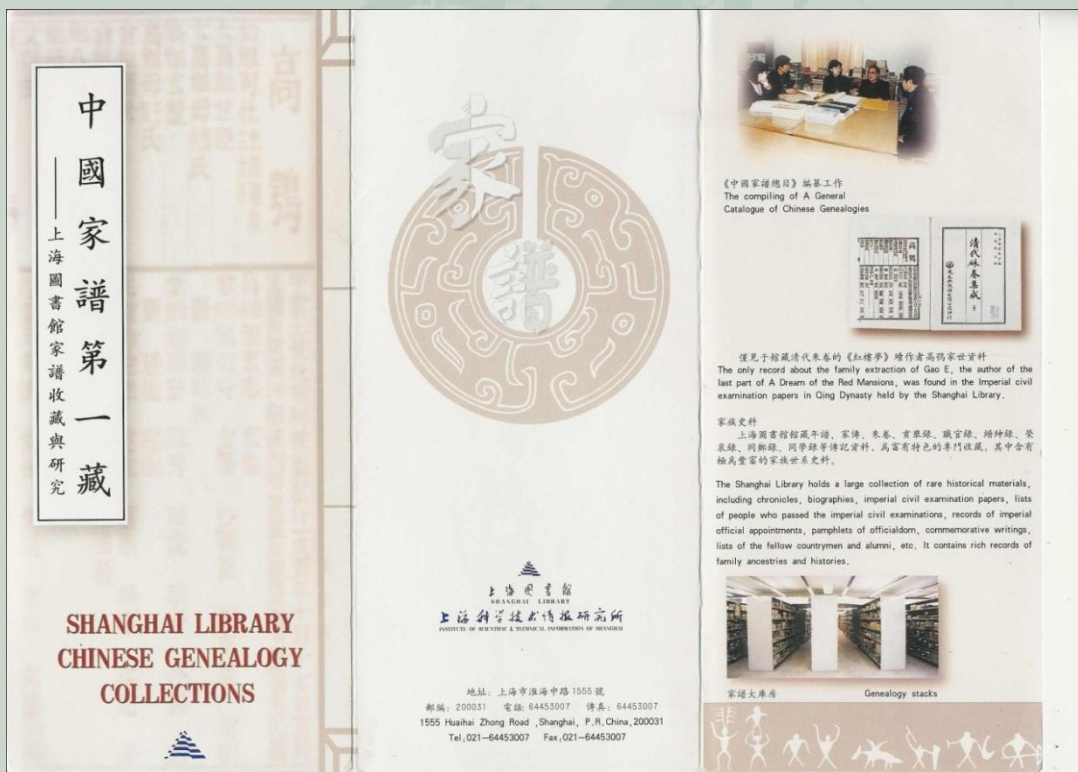 中國家譜第一藏
——上海圖書館家譜收藏與研究
SHANGHAI LIBRARY
CHINESE GENEALOGY
COLLECTIONS
家
譜
上海图書館
SHANGHAI LIBRARY
上海科学技术情报研究所
INSTITUTE OF SCIENTIFIC & TECHNICAL INFORMATION OF SHANGHAI
地址：上海市淮海中路1555號
郵編：200031 電話：64453007 傳真：64453007
1555 Huaihai Zhong Road ,Shanghai, P.R.China,200031
Tel,021-64453007 Fax,021-64453007
《中國家譜總目》編纂工作
The compiling of A General
Catalogue of Chinese Genealogies
高鶚
清代硃卷集成
僅見于館藏清代朱卷的《紅樓夢》續作者高鶚家世資料
The only record about the family extraction of Gao E, the author of the
last part of A Dream of the Red Mansions, was found in the Imperial civil
examination papers in Qing Dynasty held by the Shanghai Library.
家族史料
上海圖書館館藏年譜、家傳、朱卷、貢舉錄、職官錄、縉紳錄、榮
哀錄、同鄉錄、同學錄等傳記資料，爲富有特色的專門收藏，其中含有
極爲豐富的家族世系史料。
The Shanghai Library holds a large collection of rare historical materials,
including chronicles, biographies, imperial civil examination papers, lists
of people who passed the imperial civil examinations, records of imperial
official appointments, pamphlets of officialdom, commemorative writings,
lists of the fellow countrymen and alumni, etc. It contains rich records of
family ancestries and histories.
家譜大庫房 Genealogy stacks